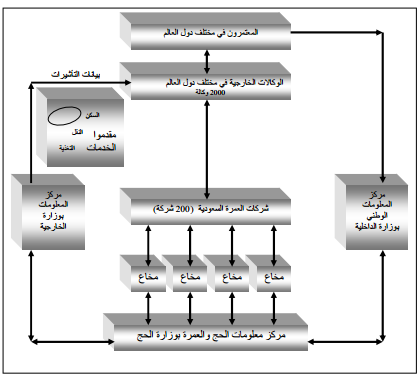 المعتمرون في مختلف دول العالم
الوكالات الخارجية في مختلف دول العالم
2000 وكالة
بيانات التأشيرات
السكن
النقل
التغذية
مقدموا
الخدمات
مركز
المعلومات
بوزارة
الخارجية
مركز
المعلومات
الوطني
بوزارة الداخلية
شركات العمرة السعودية (200 شركة)
مخاع
مخاع
مخاع
مخاع
مركز معلومات الحج والعمرة بوزارة الحج